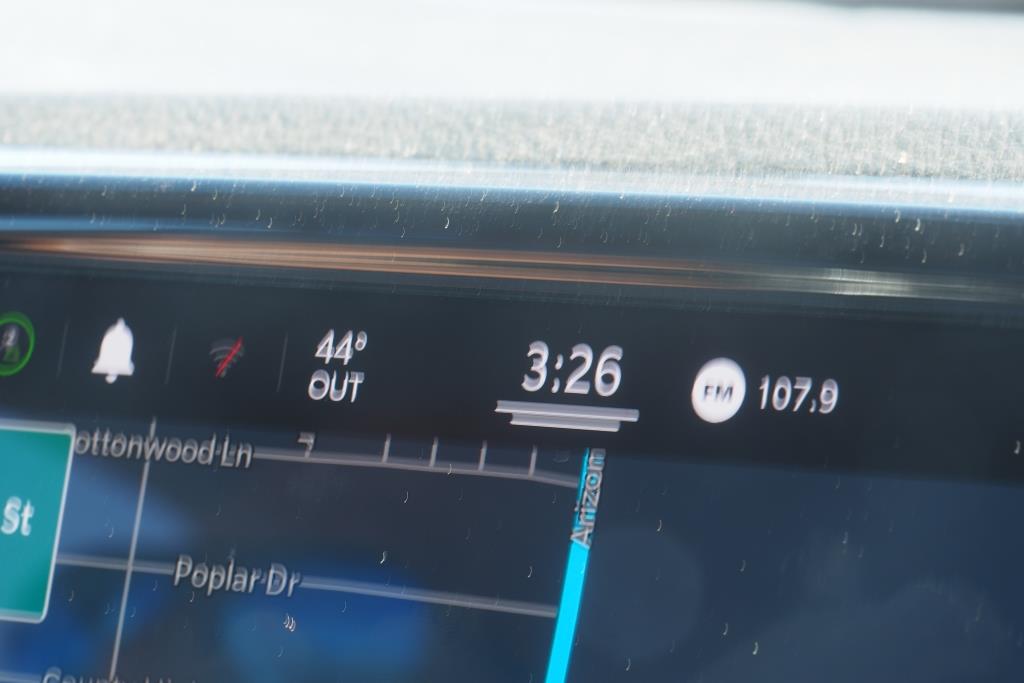 44°
OUT
3:26
FM 107.9
ottonwood Ln
Arizon
St
Poplar Dr